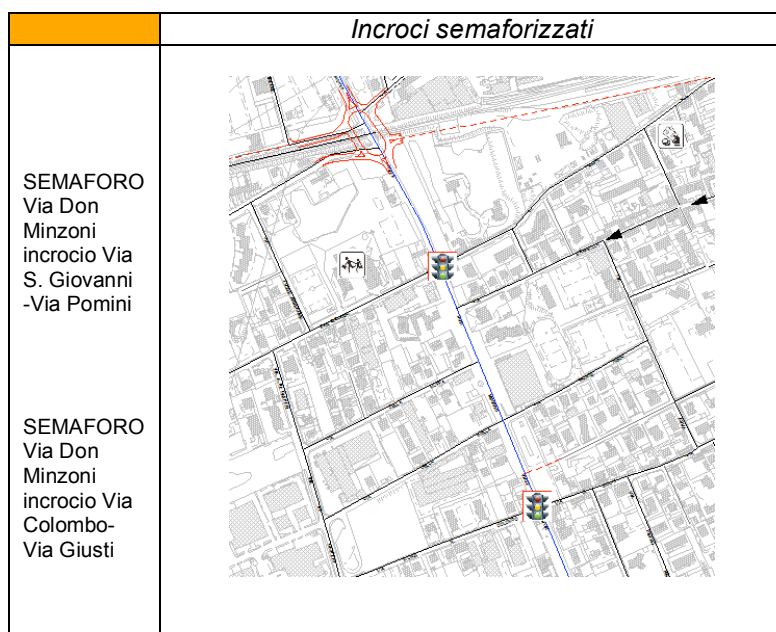 Incroci semaforizzati
SEMAFORO
Via Don
Minzoni
incrocio Via
S. Giovanni
-Via Pomini
SEMAFORO
Via Don
Minzoni
incrocio Via
Colombo-
Via Giusti